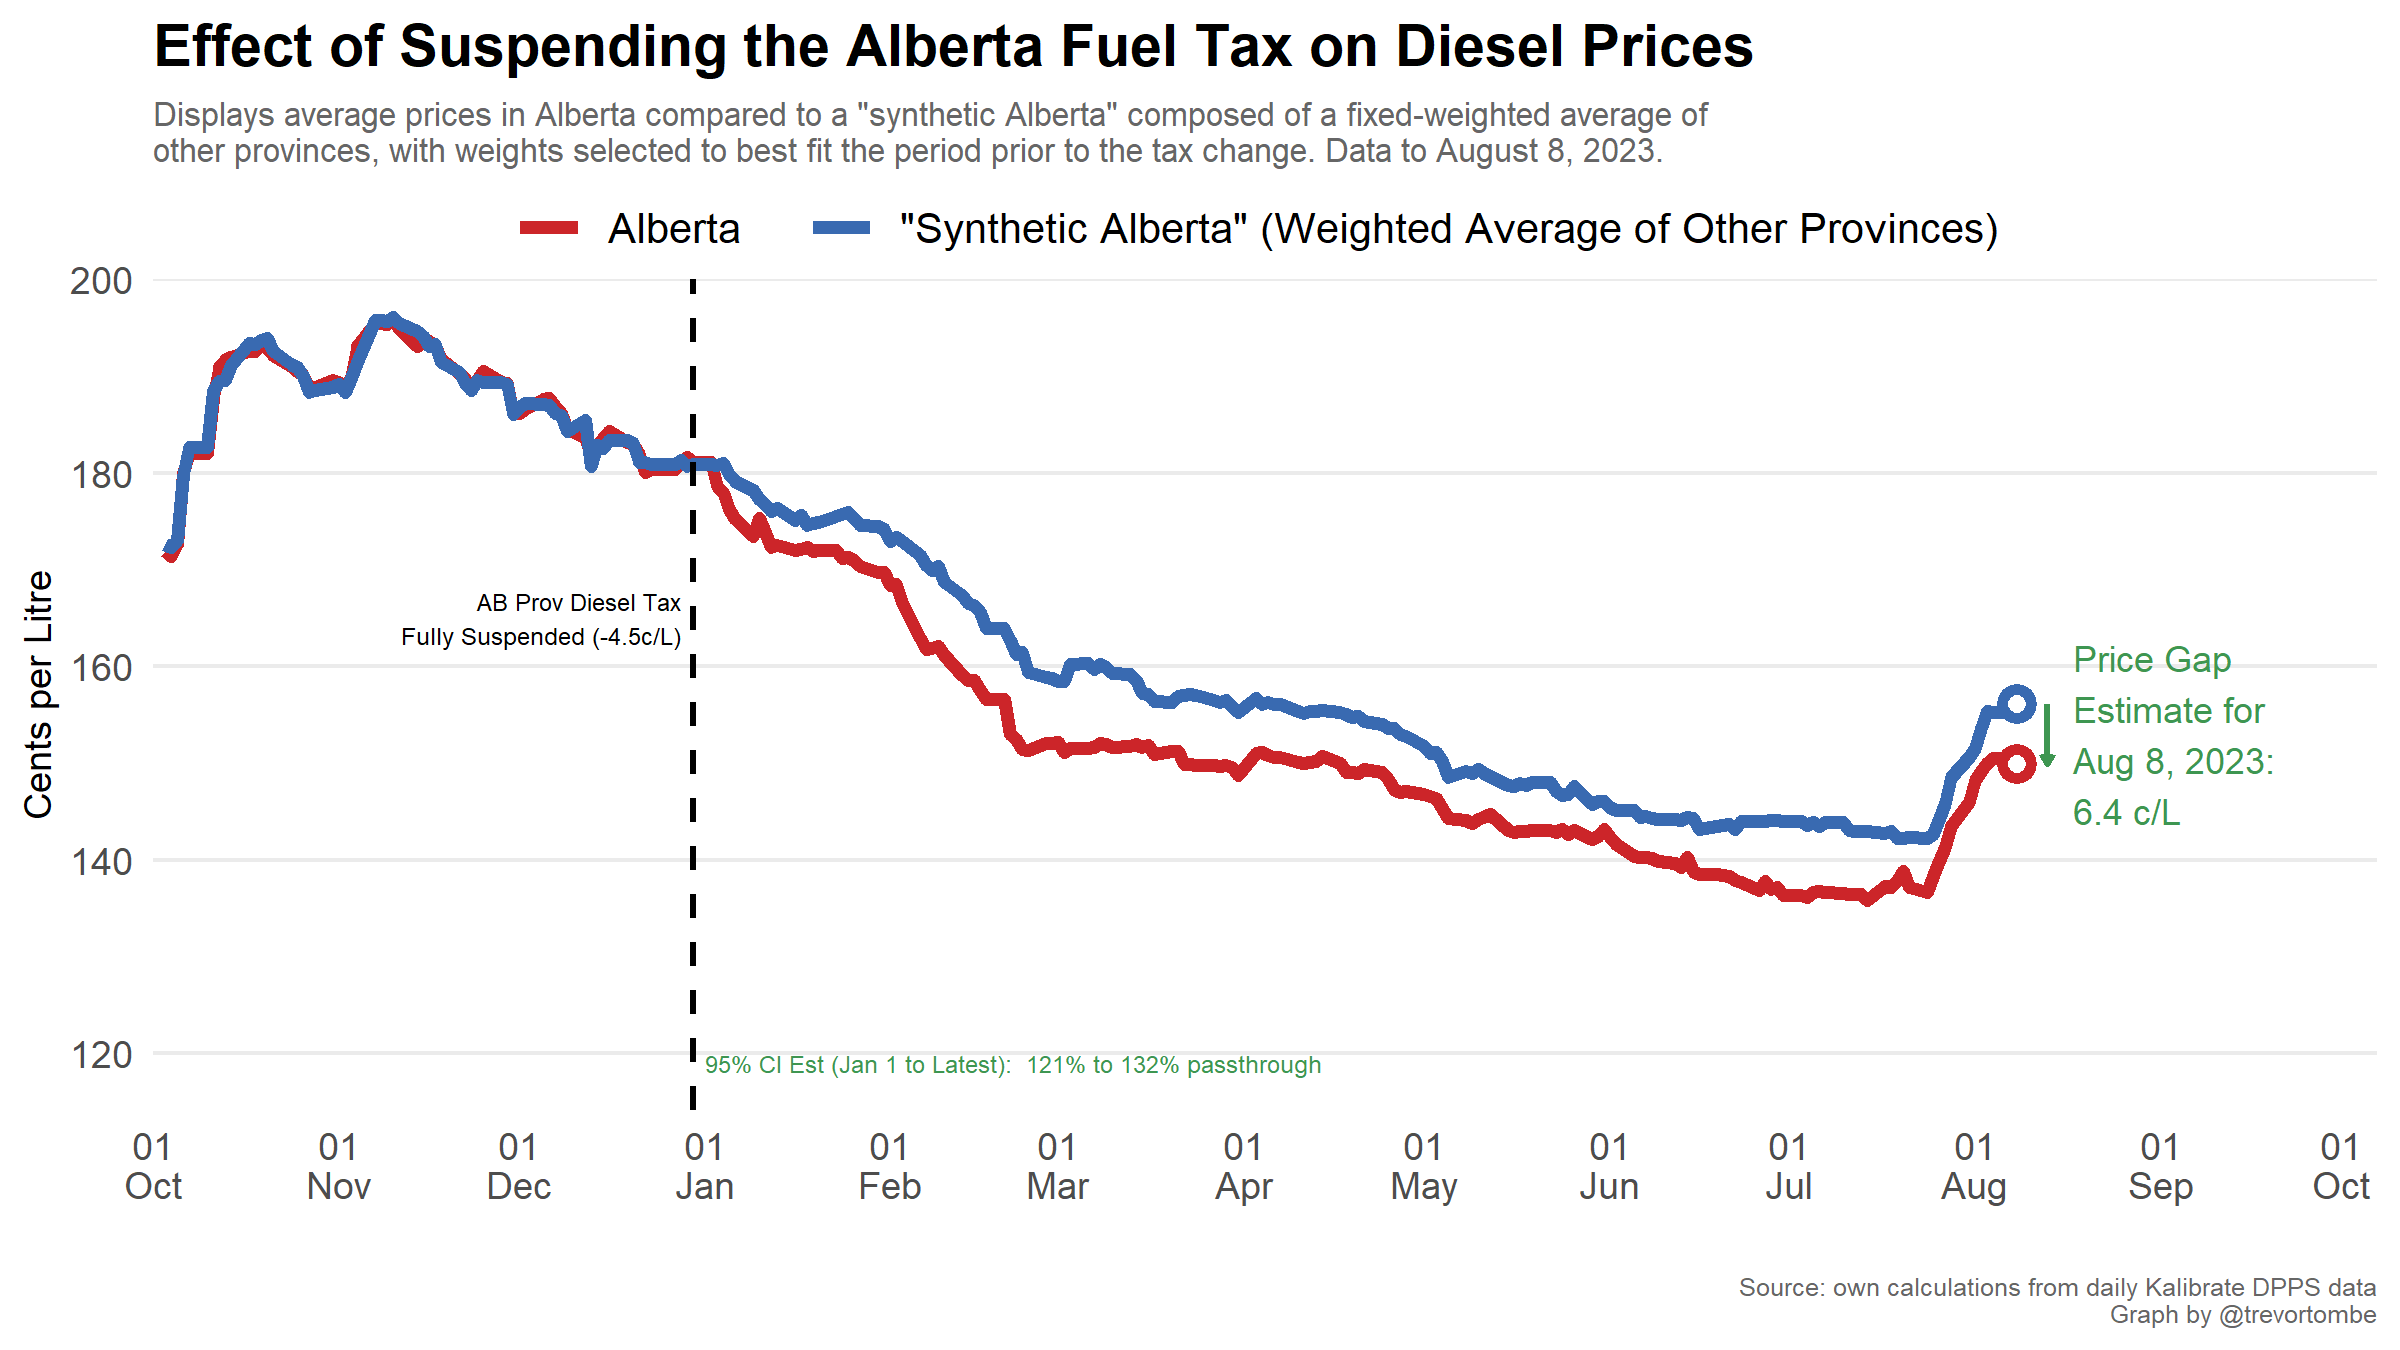 Effect of Suspending the Alberta Fuel Tax on Diesel Prices
Displays average prices in Alberta compared to a "synthetic Alberta" composed of a fixed-weighted average of
other provinces, with weights selected to best fit the period prior to the tax change. Data to August 8, 2023.
Alberta
"Synthetic Alberta" (Weighted Average of Other Provinces)
Cents per Litre
200
180
160
140
120
AB Prov Diesel Tax
Fully Suspended (-4.5c/L)
Price Gap
Estimate for
Aug 8, 2023:
6.4 c/L
95% CI Est (Jan 1 to Latest):  121% to 132% passthrough
01 01 01 01 01 01 01 01 01 01 01 01 01
Oct Nov Dec Jan Feb Mar Apr May Jun Jul Aug Sep Oct
Source: own calculations from daily Kalibrate DPPS data
Graph by @trevortombe